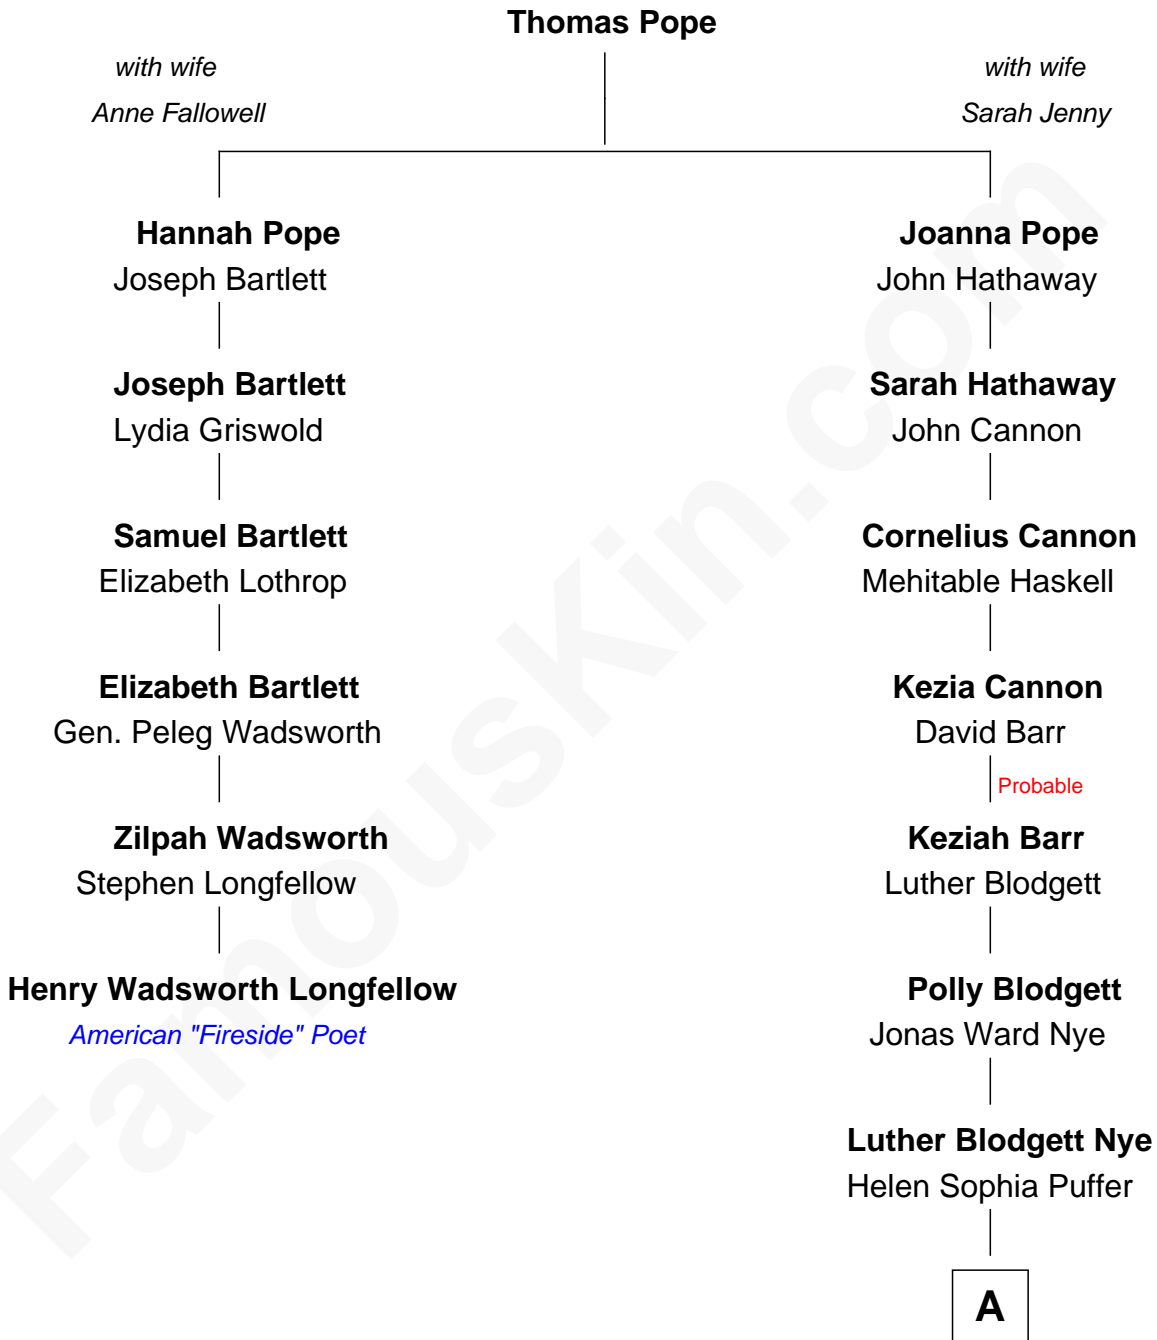 Thomas Pope
with wife
Anne Fallowell
with wife
Sarah Jenny
Hannah Pope
Joseph Bartlett
Joanna Pope
John Hathaway
Joseph Bartlett
Lydia Griswold
Sarah Hathaway
John Cannon
Samuel Bartlett
Elizabeth Lothrop
Cornelius Cannon
Mehitable Haskell
Elizabeth Bartlett
Gen. Peleg Wadsworth
Kezia Cannon
David Barr
Probable
Zilpah Wadsworth
Stephen Longfellow
Keziah Barr
Luther Blodgett
Henry Wadsworth Longfellow
American "Fireside" Poet
Polly Blodgett
Jonas Ward Nye
Luther Blodgett Nye
Helen Sophia Puffer
A
FamousKin.com